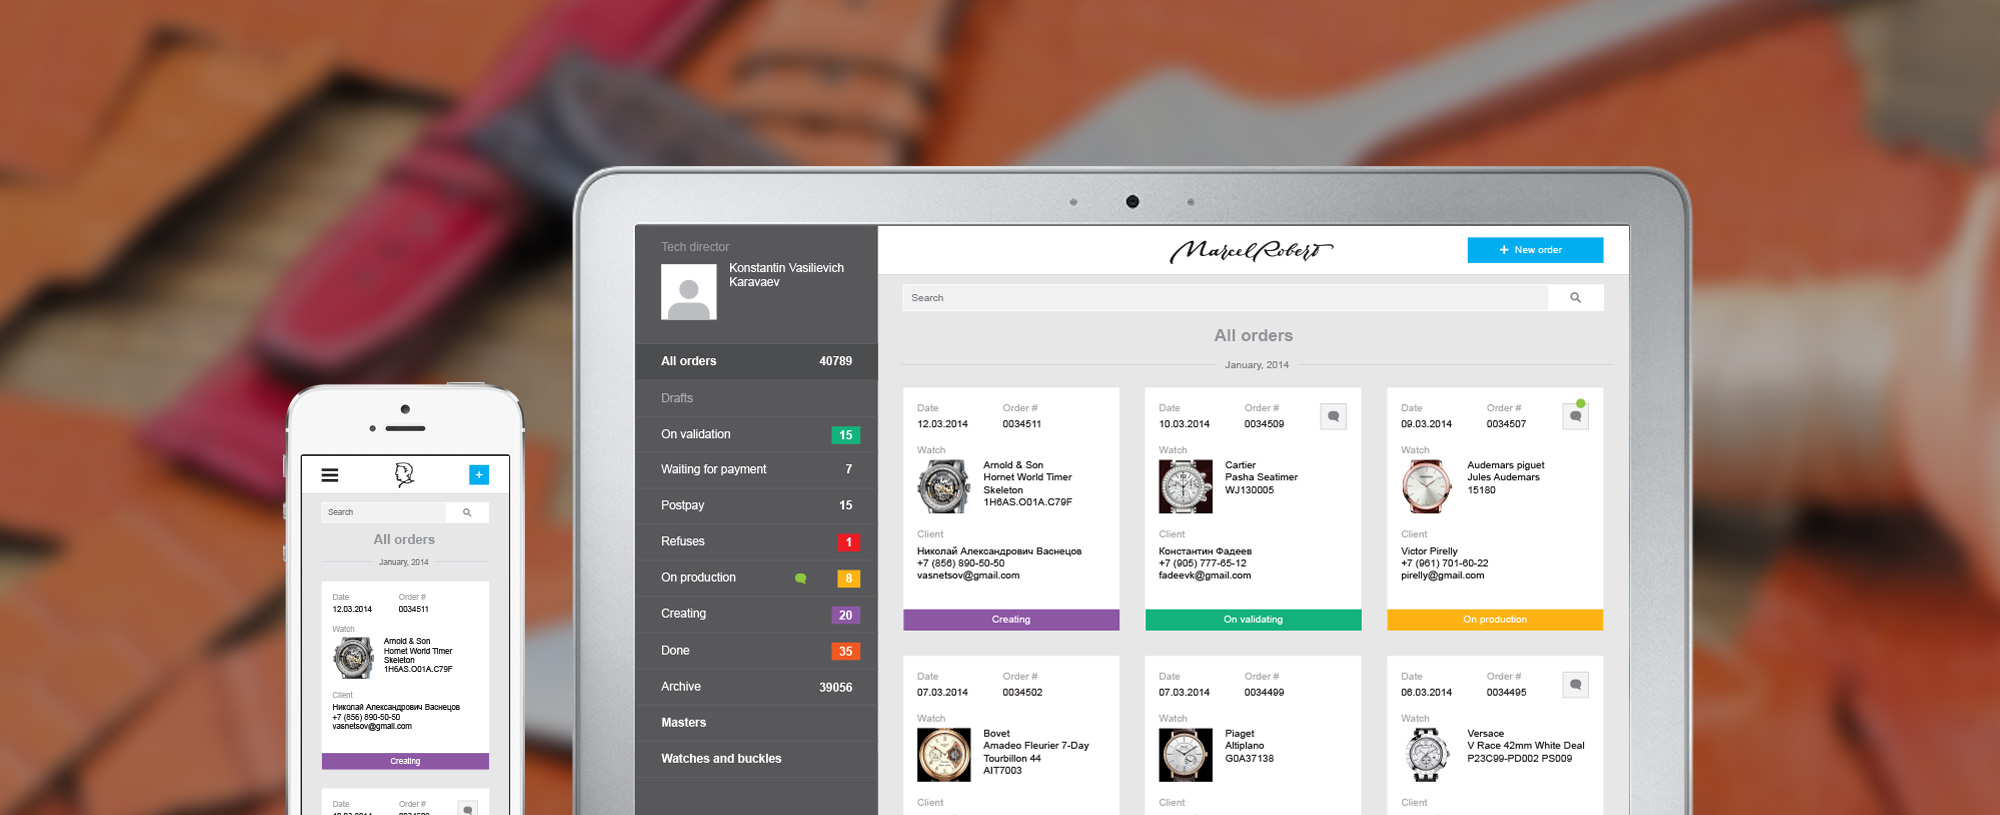 Search
All orders
January, 2014
Date
Order #
12.03.2014
0034511
Watch
Arnold & Son
Hornet World Timer
Skeleton
1H6AS.O01A.C79F
Client
Николай Александрович Васнецов
+7 (856) 890-50-50
vasnetsov@gmail.com
Creating
Date
Order #
Tech director
Konstantin Vasilievich
Karavaev
All orders 40789
Drafts
On validation 15
Waiting for payment 7
Postpay 15
Refuses 1
On production 8
Creating 20
Done 35
Archive 39056
Masters
Watches and buckles
Marcel Robert
+ New order
Search
All orders
January, 2014
Date
Order #
12.03.2014
0034511
Watch
Arnold & Son
Hornet World Timer
Skeleton
1H6AS.O01A.C79F
Client
Николай Александрович Васнецов
+7 (856) 890-50-50
vasnetsov@gmail.com
Creating
Date
Order #
10.03.2014
0034509
Watch
Cartier
Pasha Seatimer
WJ130005
Client
Константин Фадеев
+7 (905) 777-65-12
fadeevk@gmail.com
On validating
Date
Order #
09.03.2014
0034507
Watch
Audemars piguet
Jules Audemars
15180
Client
Victor Pirelly
+7 (961) 701-60-22
pirelly@gmail.com
On production
Date
Order #
07.03.2014
0034502
Watch
Bovet
Amadeo Fleurier 7-Day
Tourbillon 44
AIT7003
Client
Date
Order #
07.03.2014
0034499
Watch
Piaget
Altiplano
G0A37138
Client
Date
Order #
06.03.2014
0034495
Watch
Versace
V Race 42mm White Deal
P23C99-PD002 PS009
Client